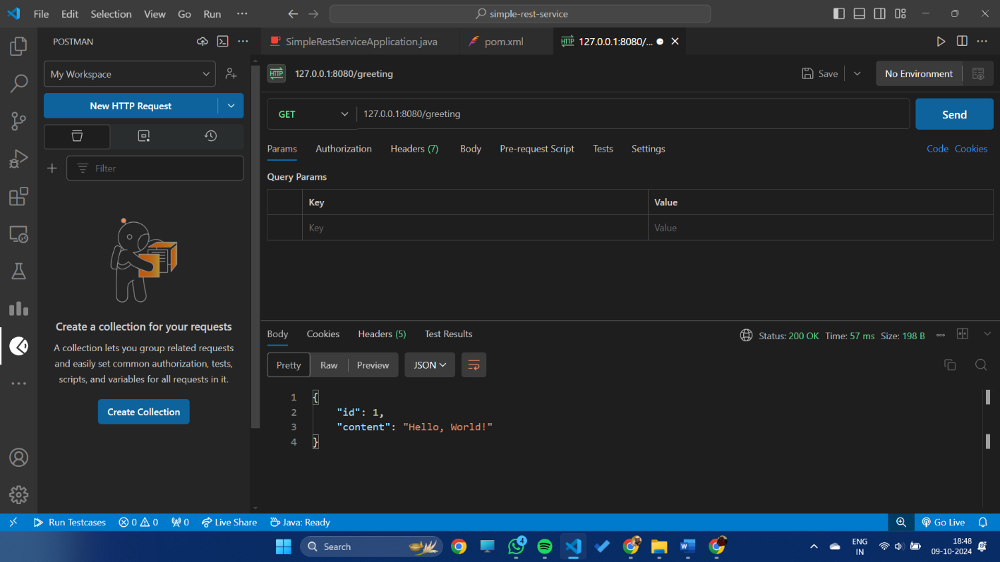 File Edit Selection View Go Run ···
simple-rest-service
POSTMAN
SimpleRestServiceApplication.java
pom.xml
HTTP 127.0.0.1:8080/...
My Workspace
HTTP 127.0.0.1:8080/greeting
Save
No Environment
New HTTP Request
GET 127.0.0.1:8080/greeting
Send
Params Authorization Headers (7) Body Pre-request Script Tests Settings
Code Cookies
Filter
Query Params
Key Value
Key Value
Create a collection for your requests
A collection lets you group related requests
and easily set common authorization, tests,
scripts, and variables for all requests in it.
Create Collection
Body Cookies Headers (5) Test Results
Status: 200 OK Time: 57 ms Size: 198 B
Pretty Raw Preview JSON
1 {
2 "id": 1,
3 "content": "Hello, World!"
4 }
Run Testcases 0 0 0 Live Share Java: Ready
Go Live
Search
4
W
ENG
IN
18:48
09-10-2024